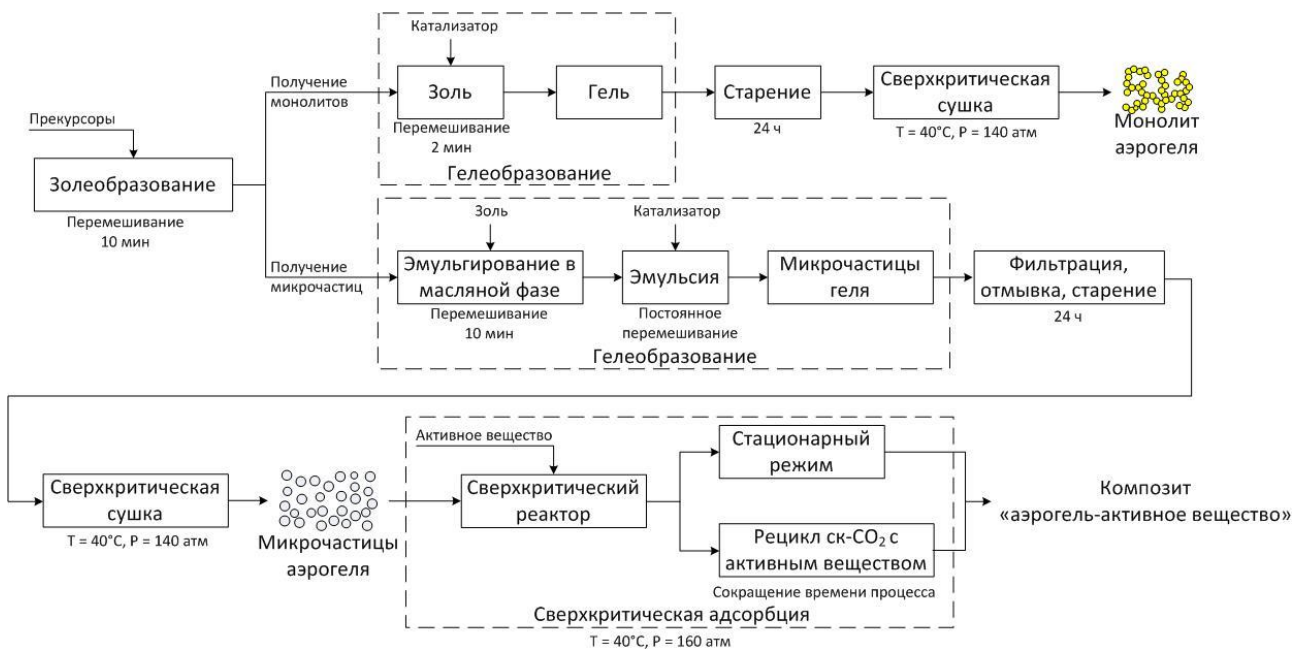 Катализатор
Получение
монолитов
Золь
Гель
Старение
Сверхкритическая
сушка
Перемешивание
2 мин
24 ч
T = 40°C, P = 140 атм
Монолит
аэрогеля
Гелеобразование
Прекурсоры
Золеобразование
Перемешивание
10 мин
Золь
Катализатор
Получение
микрочастиц
Эмульгирование в
масляной фазе
Эмульсия
Микрочастицы
геля
Фильтрация,
отмывка, старение
Перемешивание
10 мин
Постоянное
перемешивание
24 ч
Гелеобразование
Активное вещество
Сверхкритическая
сушка
T = 40°C, P = 140 атм
Микрочастицы
аэрогеля
Сверхкритический
реактор
Стационарный
режим
Рецикл ск-CO₂ с
активным веществом
Сокращение времени процесса
Композит
«аэрогель-активное вещество»
Сверхкритическая адсорбция
T = 40°C, P = 160 атм